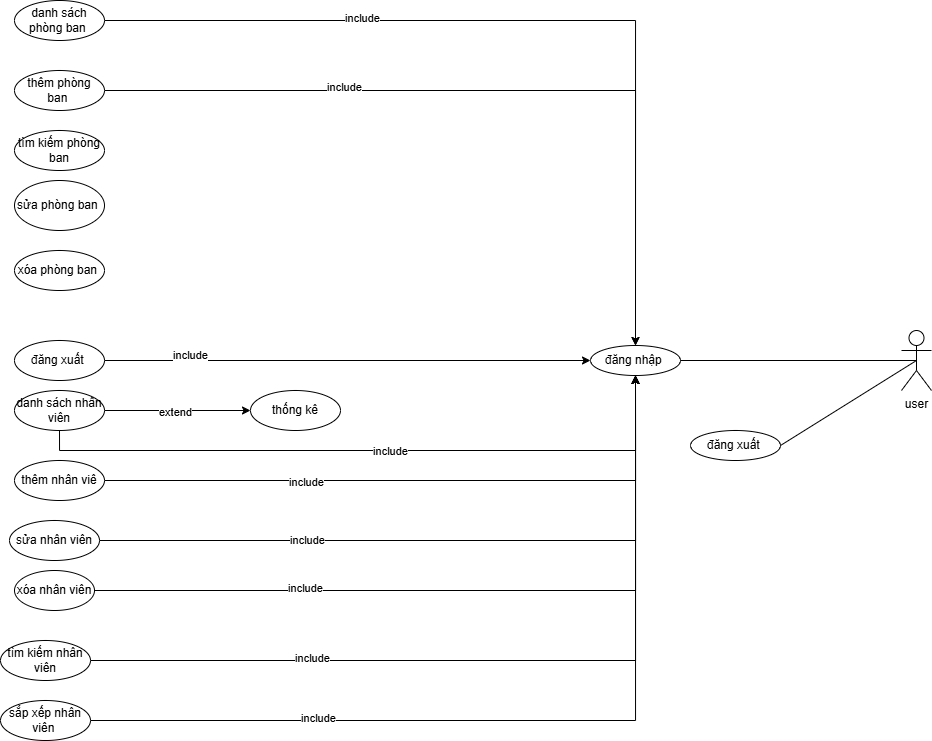 danh sách
phòng ban
include
thêm phòng
ban
include
tìm kiếm phòng
ban
sửa phòng ban
xóa phòng ban
đăng xuất
include
đăng nhập
danh sách nhân
viên
extend
thống kê
user
include
đăng xuất
thêm nhân viê
include
sửa nhân viên
include
xóa nhân viên
include
tìm kiếm nhân
viên
include
sắp xếp nhân
viên
include